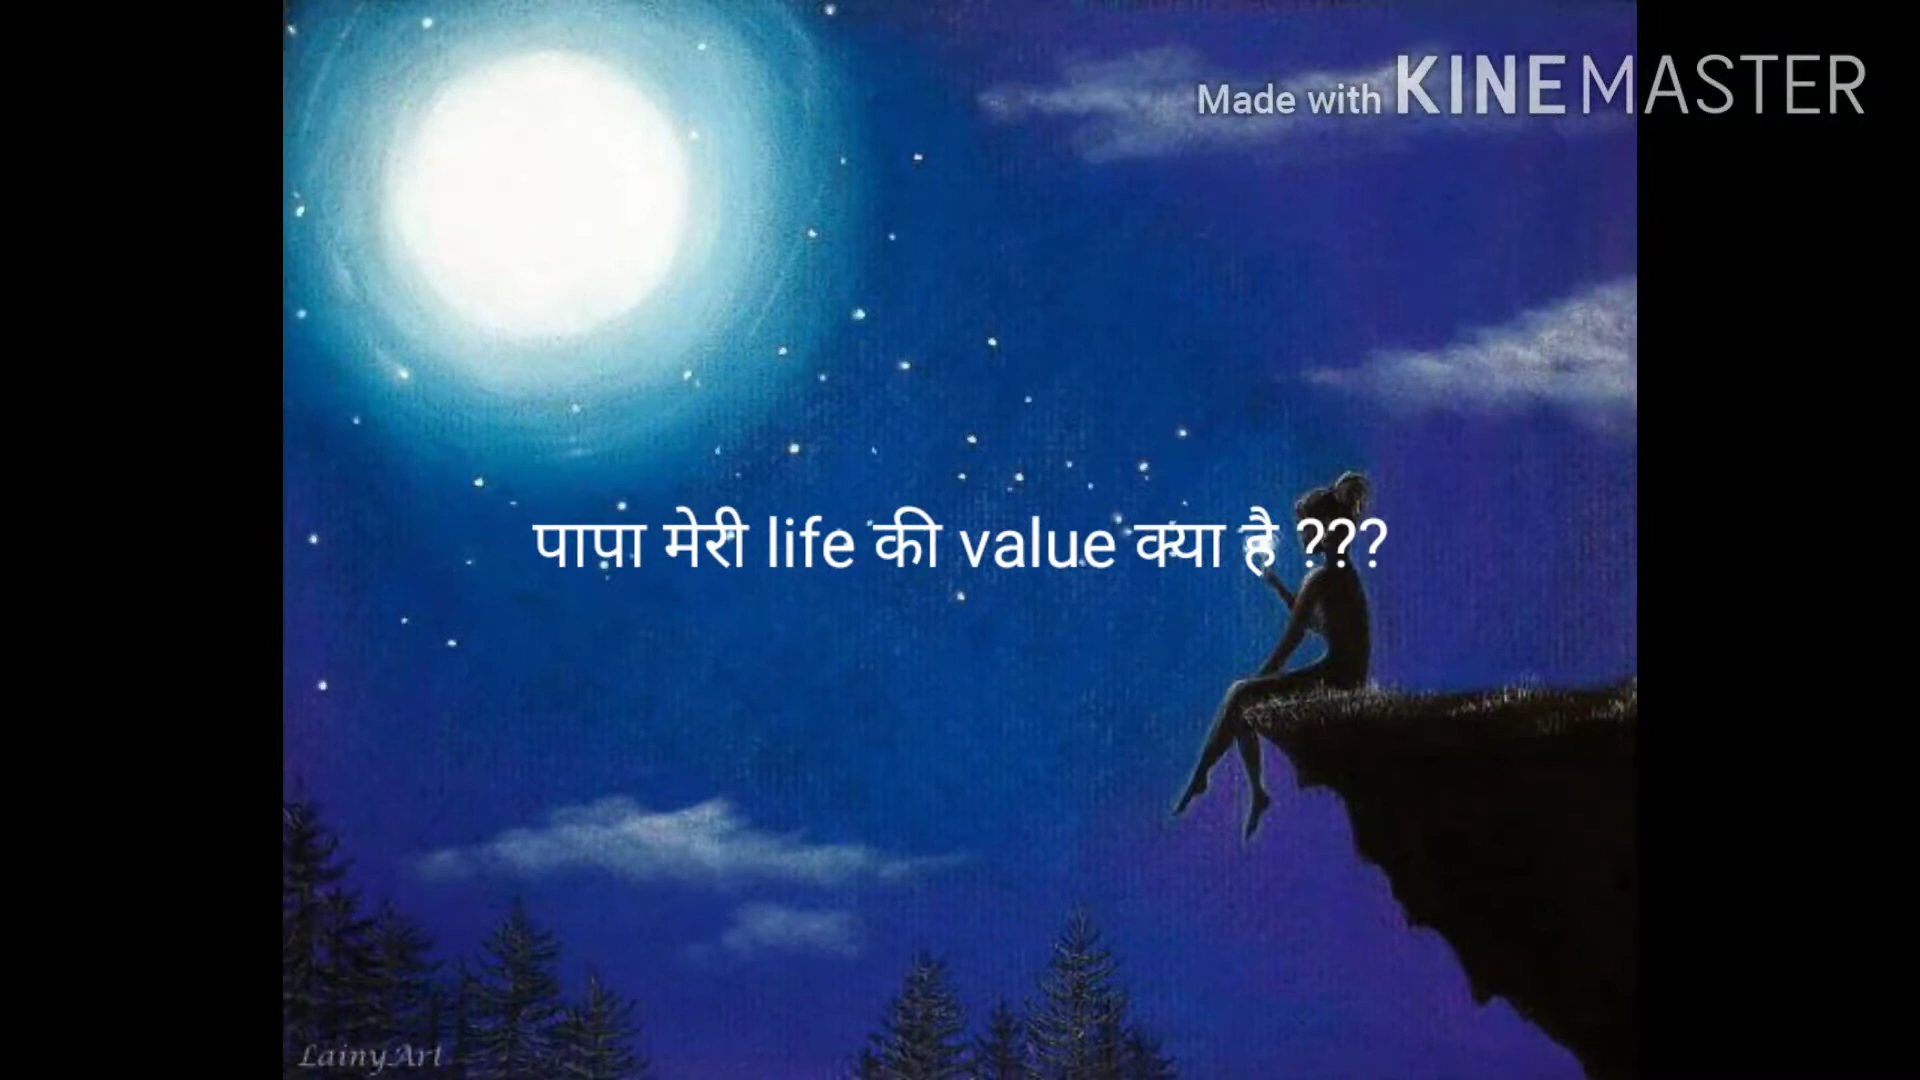 Made with KINEMASTER
पापा मेरी life की value क्या है ???
LainyArt